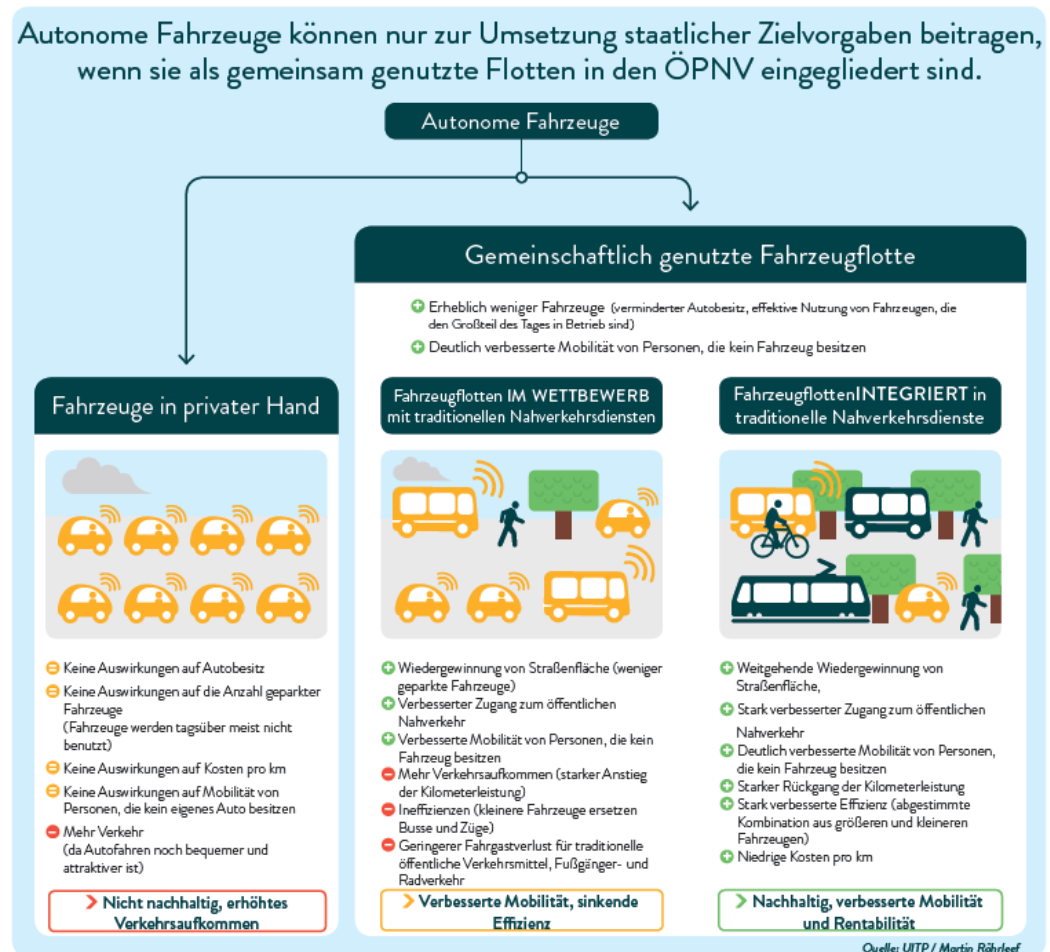 Autonome Fahrzeuge können nur zur Umsetzung staatlicher Zielvorgaben beitragen,
wenn sie als gemeinsam genutzte Flotten in den ÖPNV eingegliedert sind.
Autonome Fahrzeuge
Gemeinschaftlich genutzte Fahrzeugflotte
Erheblich weniger Fahrzeuge (verminderter Autobesitz, effektive Nutzung von Fahrzeugen, die
den Großteil des Tages in Betrieb sind)
Deutlich verbesserte Mobilität von Personen, die kein Fahrzeug besitzen
Fahrzeuge in privater Hand
Keine Auswirkungen auf Autobesitz
Keine Auswirkungen auf die Anzahl geparkter
Fahrzeuge
(Fahrzeuge werden tagsüber meist nicht
benutzt)
Keine Auswirkungen auf Kosten pro km
Keine Auswirkungen auf Mobilität von
Personen, die kein eigenes Auto besitzen
Mehr Verkehr
(da Autofahren noch bequemer und
attraktiver ist)
Nicht nachhaltig, erhöhtes
Verkehrsaufkommen
Fahrzeugflotten IM WETTBEWERB
mit traditionellen Nahverkehrsdiensten
Wiedergewinnung von Straßenfläche (weniger
geparkte Fahrzeuge)
Verbesserter Zugang zum öffentlichen
Nahverkehr
Verbesserte Mobilität von Personen, die kein
Fahrzeug besitzen
Mehr Verkehrsaufkommen (starker Anstieg
der Kilometerleistung)
Ineffizienzen (kleinere Fahrzeuge ersetzen
Busse und Züge)
Geringerer Fahrgastverlust für traditionelle
öffentliche Verkehrsmittel, Fußgänger- und
Radverkehr
Verbesserte Mobilität, sinkende
Effizienz
FahrzeugflottenINTEGRIERT in
traditionelle Nahverkehrsdienste
Weitgehende Wiedergewinnung von
Straßenfläche,
Stark verbesserter Zugang zum öffentlichen
Nahverkehr
Deutlich verbesserte Mobilität von Personen,
die kein Fahrzeug besitzen
Starker Rückgang der Kilometerleistung
Stark verbesserte Effizienz (abgestimmte
Kombination aus größeren und kleineren
Fahrzeugen)
Niedrige Kosten pro km
Nachhaltig, verbesserte Mobilität
und Rentabilität
Quelle: UITP / Martin Röhrleef